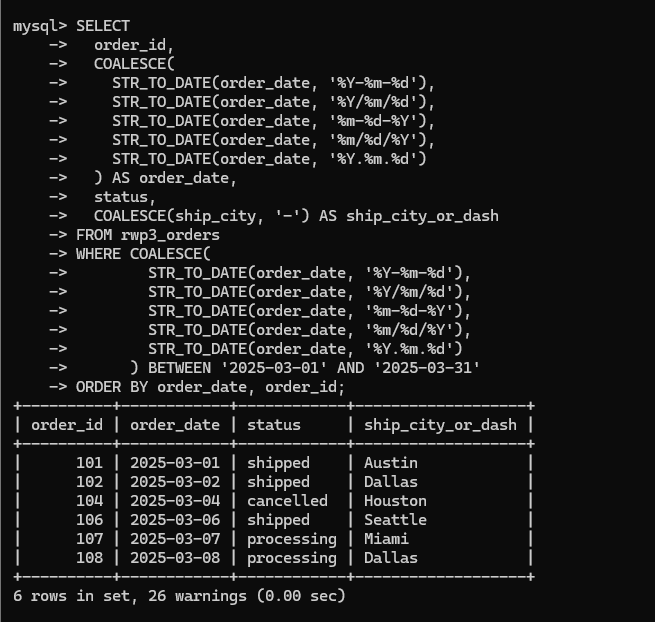 mysql> SELECT
    ->   order_id,
    ->   COALESCE(
    ->     STR_TO_DATE(order_date, '%Y-%m-%d'),
    ->     STR_TO_DATE(order_date, '%Y/%m/%d'),
    ->     STR_TO_DATE(order_date, '%m-%d-%Y'),
    ->     STR_TO_DATE(order_date, '%m/%d/%Y'),
    ->     STR_TO_DATE(order_date, '%Y.%m.%d')
    ->   ) AS order_date,
    ->   status,
    ->   COALESCE(ship_city, '-') AS ship_city_or_dash
    -> FROM rwp3_orders
    -> WHERE COALESCE(
    ->         STR_TO_DATE(order_date, '%Y-%m-%d'),
    ->         STR_TO_DATE(order_date, '%Y/%m/%d'),
    ->         STR_TO_DATE(order_date, '%m-%d-%Y'),
    ->         STR_TO_DATE(order_date, '%m/%d/%Y'),
    ->         STR_TO_DATE(order_date, '%Y.%m.%d')
    ->       ) BETWEEN '2025-03-01' AND '2025-03-31'
    -> ORDER BY order_date, order_id;
+----------+------------+------------+-------------------+
| order_id | order_date | status     | ship_city_or_dash |
+----------+------------+------------+-------------------+
|      101 | 2025-03-01 | shipped    | Austin            |
|      102 | 2025-03-02 | shipped    | Dallas            |
|      104 | 2025-03-04 | cancelled  | Houston           |
|      106 | 2025-03-06 | shipped    | Seattle           |
|      107 | 2025-03-07 | processing | Miami             |
|      108 | 2025-03-08 | processing | Dallas            |
+----------+------------+------------+-------------------+
6 rows in set, 26 warnings (0.00 sec)